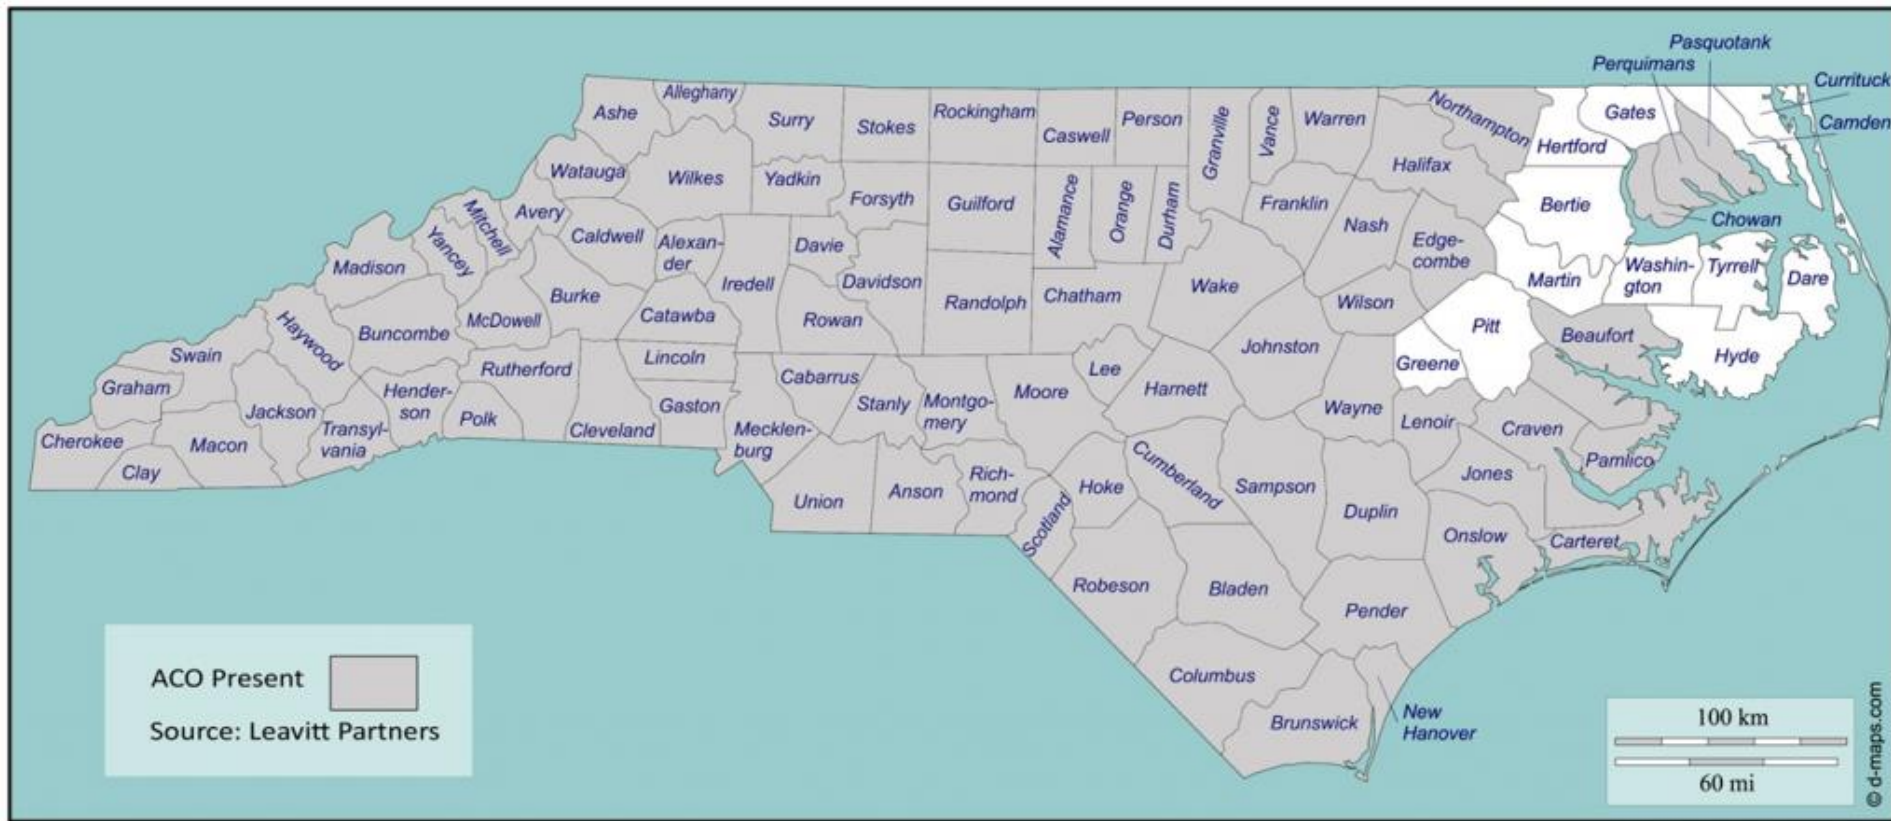 Pasquotank
Perquimans
Currituck
Camden
Alleghany
Ashe
Surry
Stokes
Rockingham
Caswell
Person
Granville
Vance
Warren
Northampton
Hertford
Gates
Halifax
Watauga
Wilkes
Yadkin
Forsyth
Guilford
Alamance
Orange
Durham
Franklin
Nash
Edge-
combe
Bertie
Chowan
Mitchell
Avery
Yancey
Caldwell
Alexan-
der
Davie
Iredell
Davidson
Madison
Burke
McDowell
Catawba
Rowan
Randolph
Chatham
Wake
Wilson
Martin
Washin-
gton
Tyrrell
Dare
Haywood
Buncombe
Swain
Rutherford
Lincoln
Johnston
Greene
Pitt
Beaufort
Hyde
Graham
Jackson
Hender-
son
Polk
Cleveland
Gaston
Cabarrus
Stanly
Montgo-
mery
Moore
Lee
Harnett
Wayne
Lenoir
Craven
Cherokee
Clay
Macon
Transyl-
vania
Mecklen-
burg
Union
Anson
Rich-
mond
Scotland
Hoke
Cumberland
Sampson
Duplin
Jones
Pamlico
Onslow
Carteret
Robeson
Bladen
Pender
Columbus
Brunswick
New
Hanover
ACO Present
Source: Leavitt Partners
100 km
60 mi
© d-maps.com